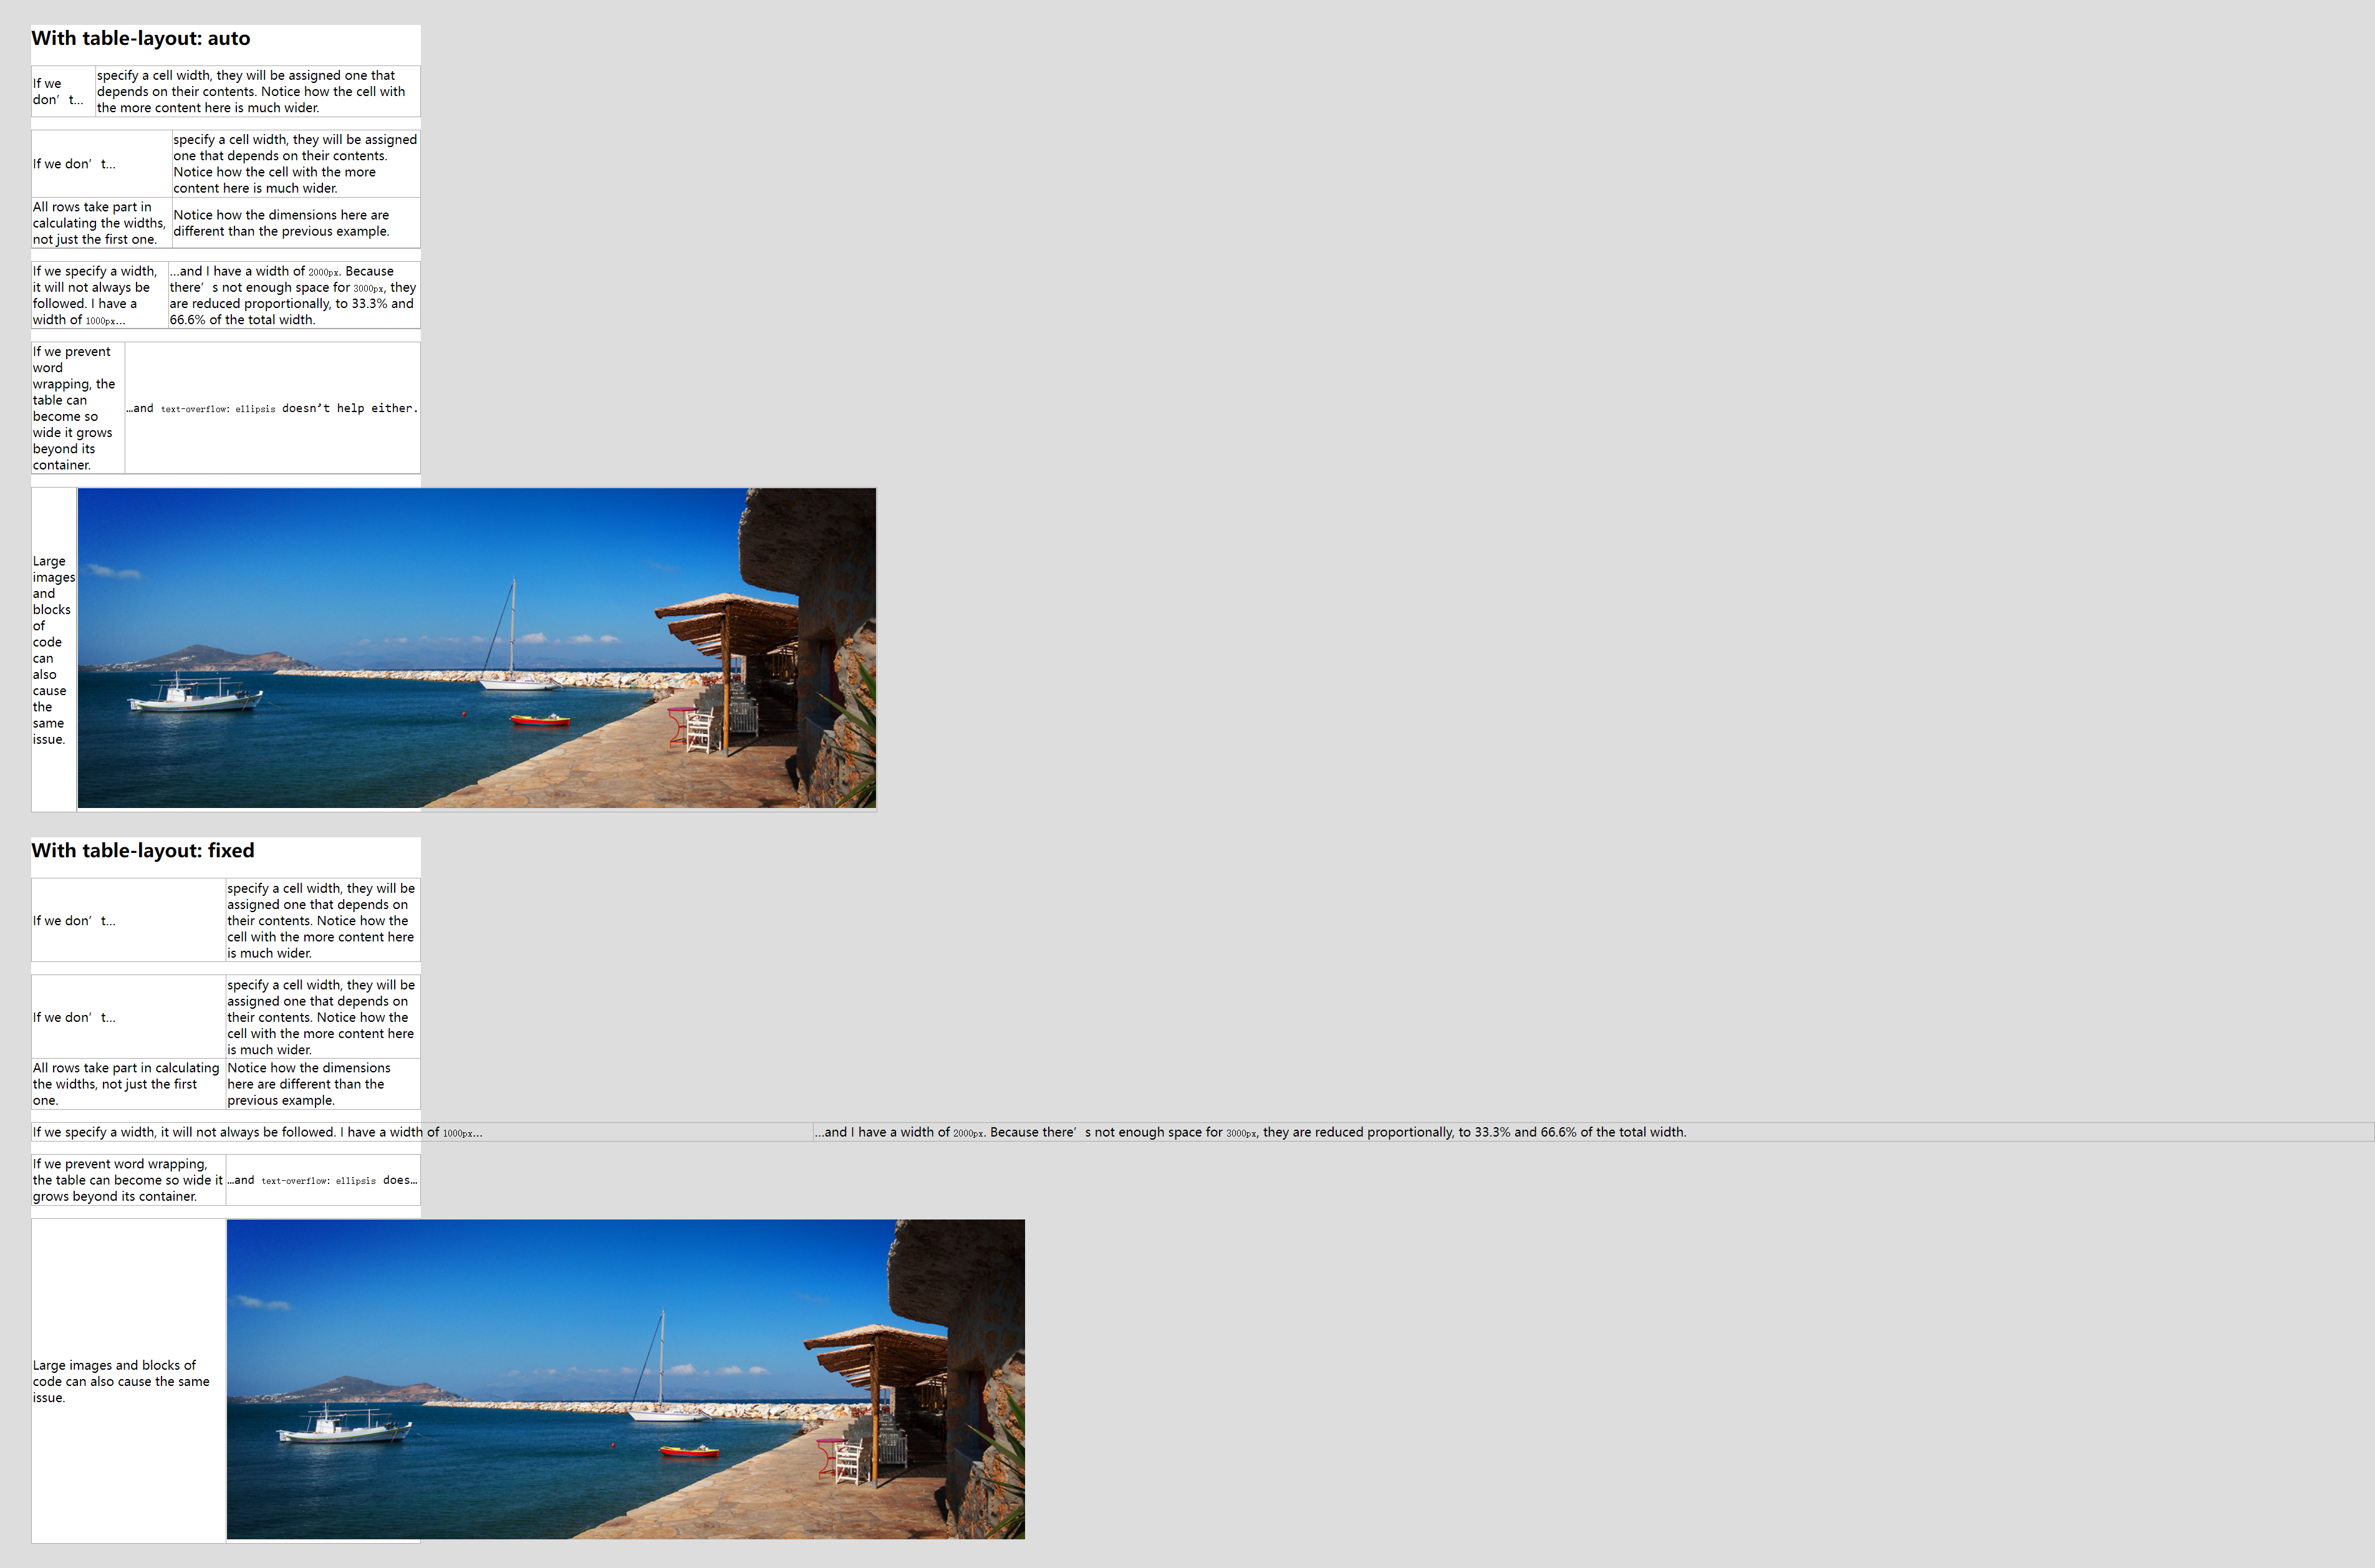 With table-layout: auto
If we
don’t…
specify a cell width, they will be assigned one that
depends on their contents. Notice how the cell with
the more content here is much wider.
If we don’t…
specify a cell width, they will be assigned
one that depends on their contents.
Notice how the cell with the more
content here is much wider.
All rows take part in
calculating the widths,
not just the first one.
Notice how the dimensions here are
different than the previous example.
If we specify a width,
it will not always be
followed. I have a
width of 1000px…
…and I have a width of 2000px. Because
there’s not enough space for 3000px, they
are reduced proportionally, to 33.3% and
66.6% of the total width.
If we prevent
word
wrapping, the
table can
become so
wide it grows
beyond its
container.
…and text-overflow: ellipsis doesn’t help either.
Large
images
and
blocks
of
code
can
also
cause
the
same
issue.
With table-layout: fixed
If we don’t…
specify a cell width, they will be
assigned one that depends on
their contents. Notice how the
cell with the more content here
is much wider.
If we don’t…
specify a cell width, they will be
assigned one that depends on
their contents. Notice how the
cell with the more content here
is much wider.
All rows take part in calculating
the widths, not just the first
one.
Notice how the dimensions
here are different than the
previous example.
If we specify a width, it will not always be followed. I have a width of 1000px…
…and I have a width of 2000px. Because there’s not enough space for 3000px, they are reduced proportionally, to 33.3% and 66.6% of the total width.
If we prevent word wrapping,
the table can become so wide it
grows beyond its container.
…and text-overflow: ellipsis does…
Large images and blocks of
code can also cause the same
issue.